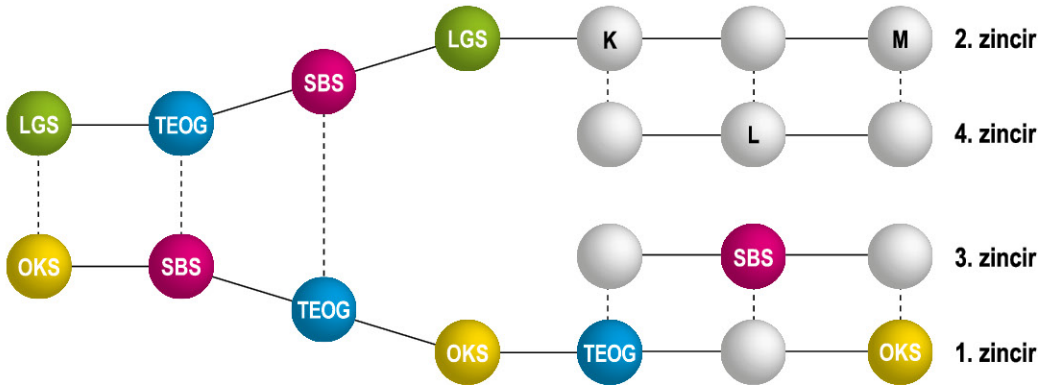 LGS K M 2. zincir
SBS
LGS TEOG L 4. zincir
OKS SBS SBS 3. zincir
TEOG
OKS TEOG OKS 1. zincir